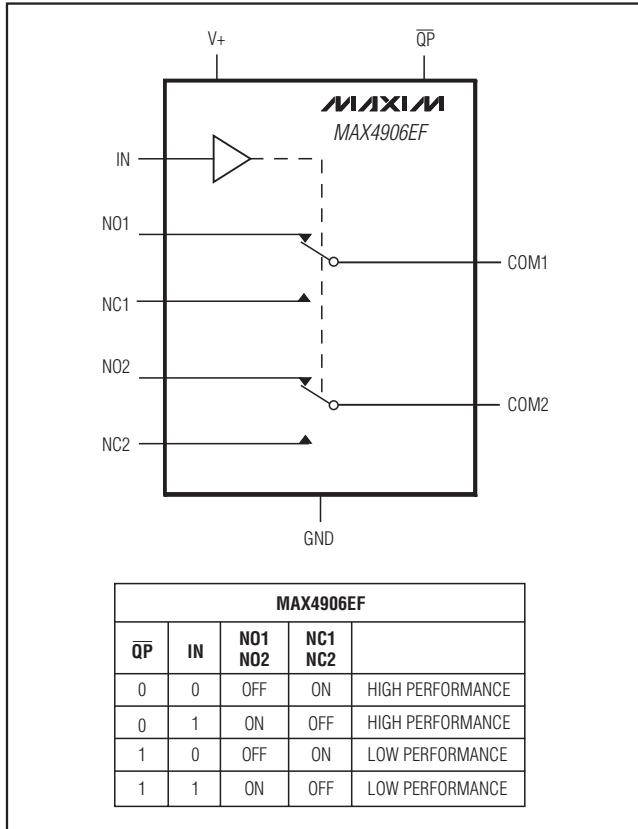 V+
Q̅P̅
MAXIM
MAX4906EF
IN
NO1
COM1
NC1
NO2
COM2
NC2
GND
MAX4906EF
Q̅P̅ IN NO1 NO2 NC1 NC2
0 0 OFF ON HIGH PERFORMANCE
0 1 ON OFF HIGH PERFORMANCE
1 0 OFF ON LOW PERFORMANCE
1 1 ON OFF LOW PERFORMANCE